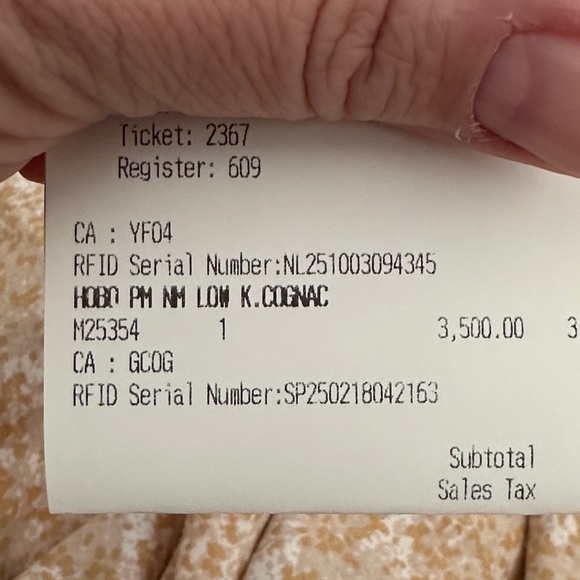 Ticket: 2367
Register: 609
CA : YF04
RFID Serial Number:NL251003094345
HOBO PM NM LOW K.COGNAC
M25354 1 3,500.00 3
CA : GCOG
RFID Serial Number:SP250218042163
Subtotal
Sales Tax